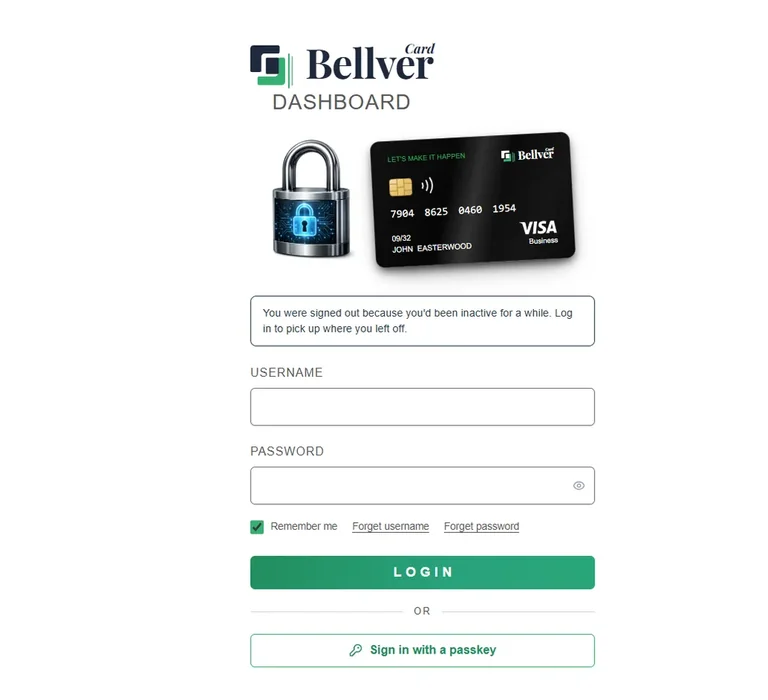 Card
Bellver
DASHBOARD
LET'S MAKE IT HAPPEN
Card
Bellver
7904 8625 0460 1954
09/32
JOHN EASTERWOOD
VISA
Business
You were signed out because you'd been inactive for a while. Log
in to pick up where you left off.
USERNAME
PASSWORD
Remember me Forget username Forget password
LOGIN
OR
Sign in with a passkey